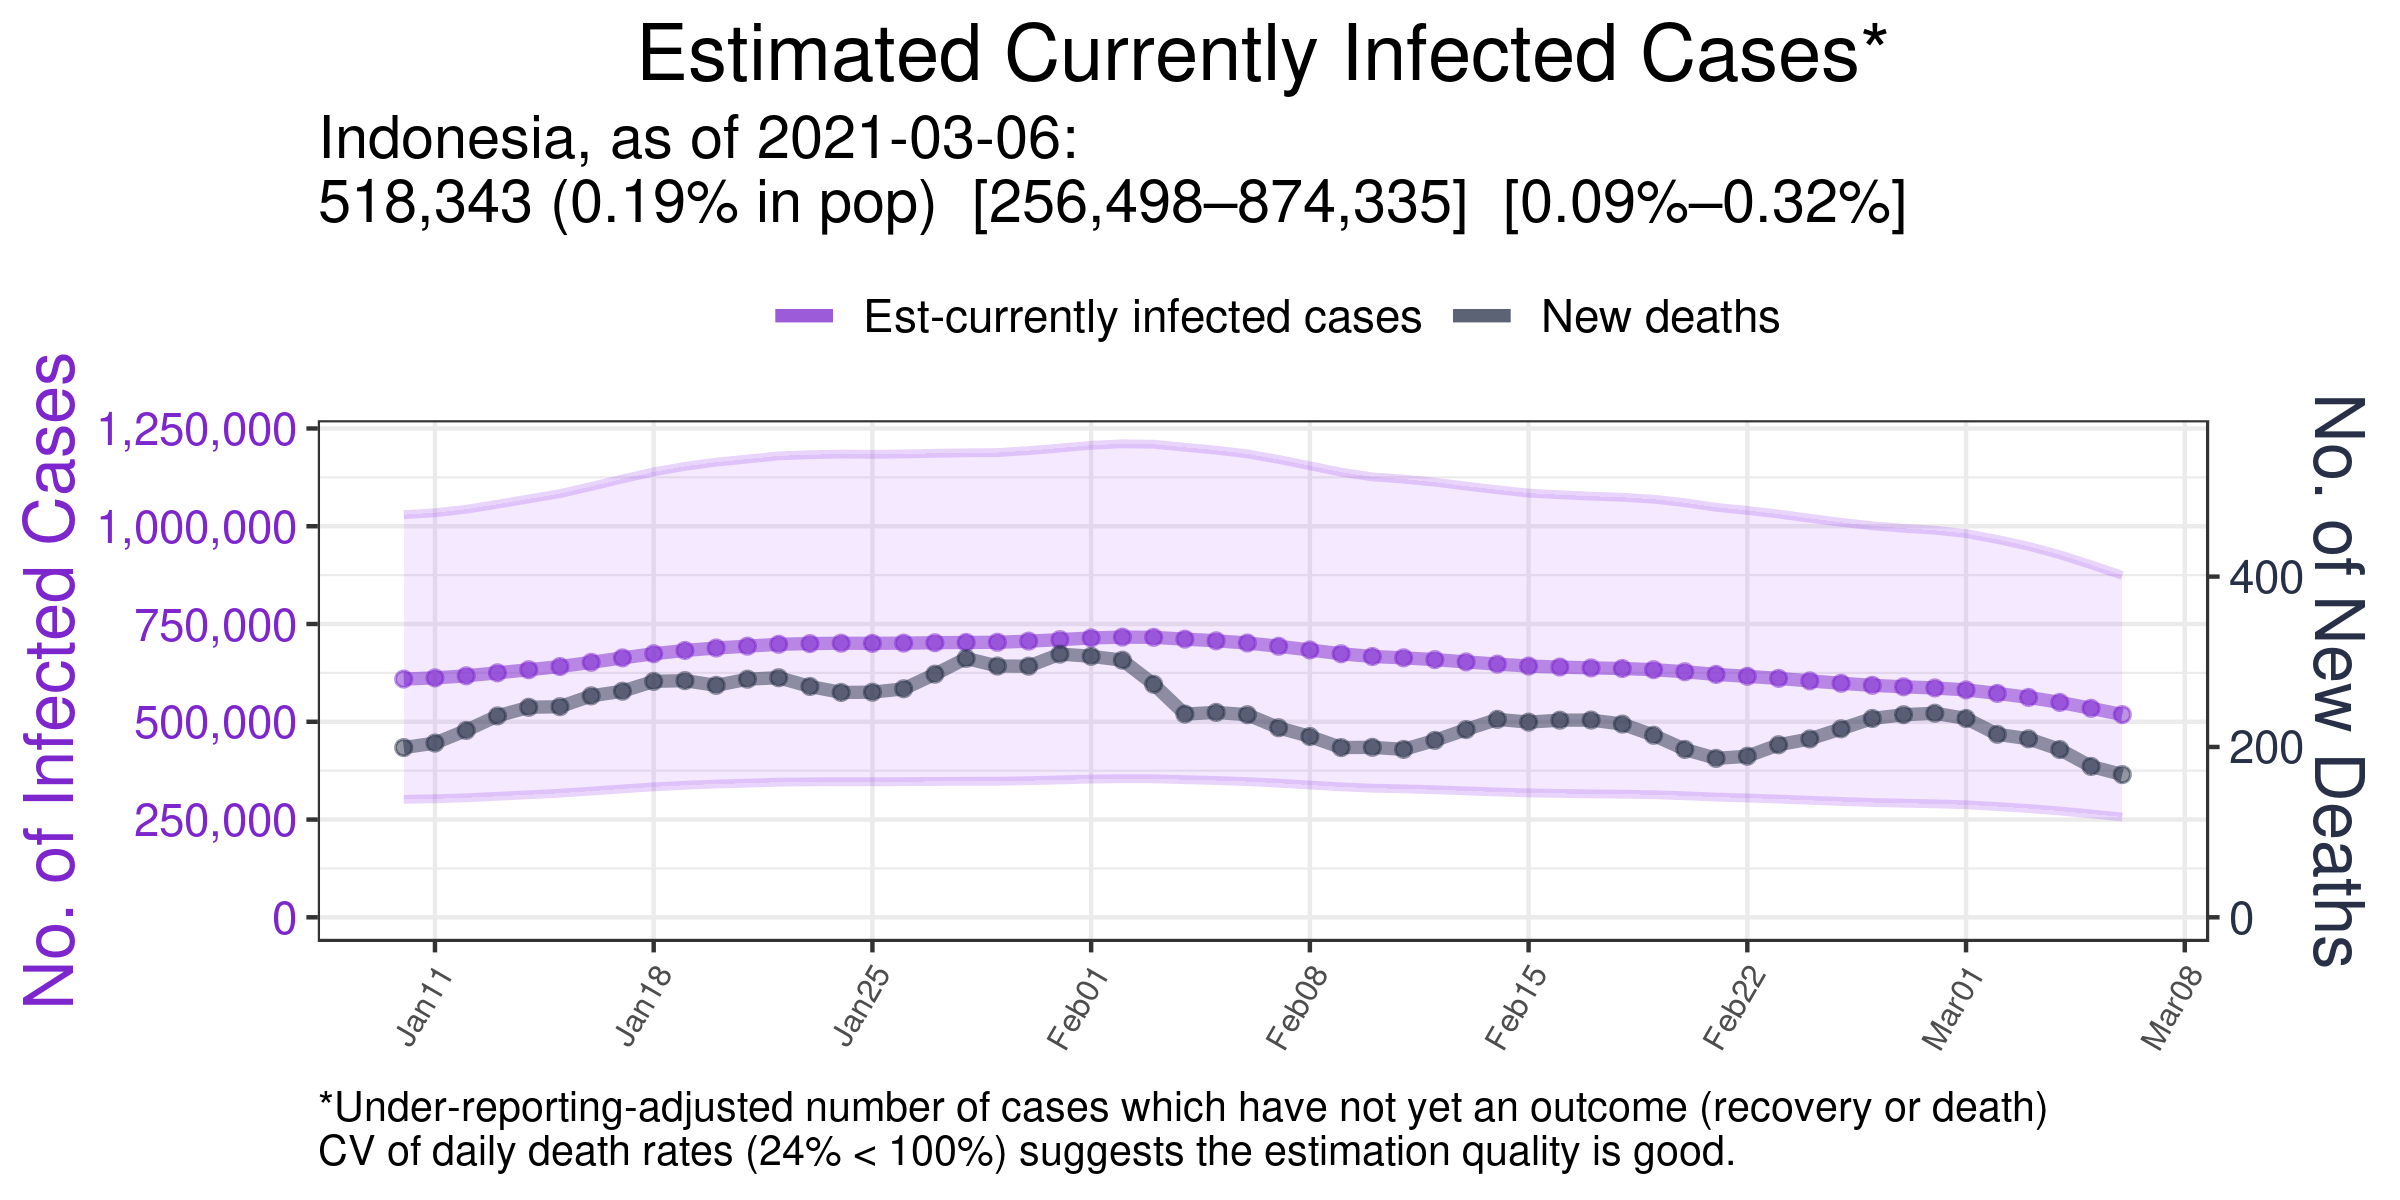 Estimated Currently Infected Cases*
Indonesia, as of 2021-03-06:
518,343 (0.19% in pop)  [256,498–874,335]  [0.09%–0.32%]
Est-currently infected cases
New deaths
No. of Infected Cases
1,250,000
1,000,000
750,000
500,000
250,000
0
400
200
0
No. of New Deaths
Jan11
Jan18
Jan25
Feb01
Feb08
Feb15
Feb22
Mar01
Mar08
*Under-reporting-adjusted number of cases which have not yet an outcome (recovery or death)
CV of daily death rates (24% < 100%) suggests the estimation quality is good.